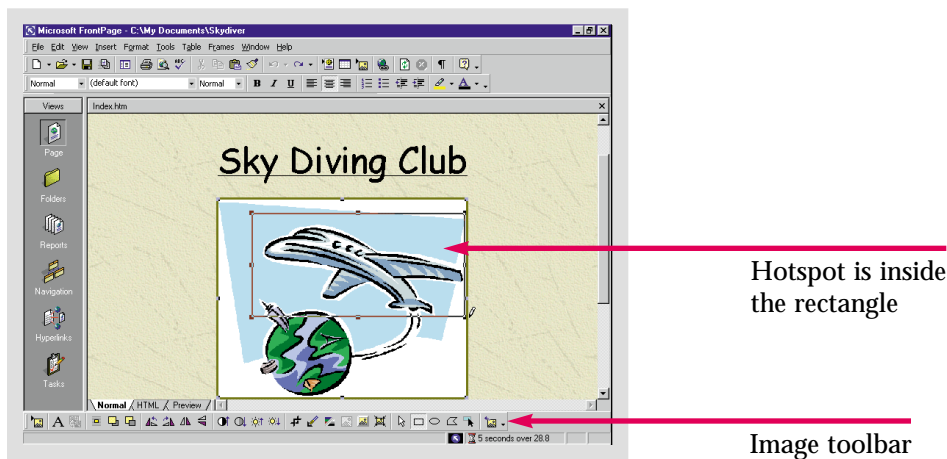 Microsoft FrontPage - C:\My Documents\Skydiver
File Edit View Insert Format Tools Table Frames Window Help
Normal (default font) Normal B I U A
Views Index.htm
Page
Folders
Reports
Navigation
Hyperlinks
Tasks
Sky Diving Club
Hotspot is inside
the rectangle
Normal / HTML / Preview /
A
5 seconds over 28.8
Image toolbar